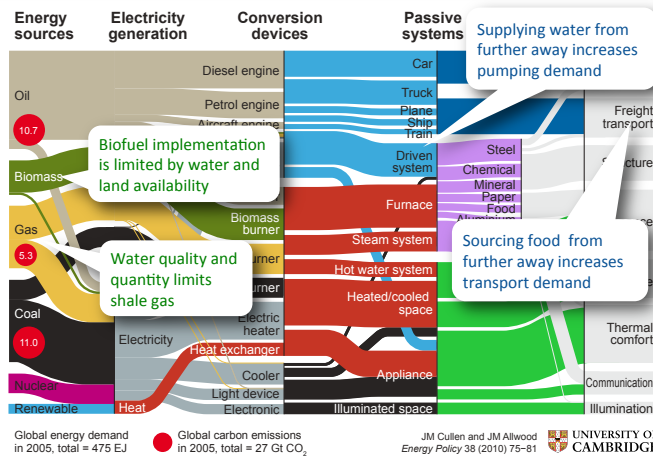 Energy
sources
Electricity
generation
Conversion
devices
Passive
systems
Supplying water from
further away increases
pumping demand
Oil
10.7
Biomass
Gas
5.3
Coal
11.0
Nuclear
Renewable
Biofuel implementation
is limited by water and
land availability
Water quality and
quantity limits
shale gas
Electricity
Heat
Diesel engine
Petrol engine
Aircraft engine
Biomass
burner
Electric
heater
Heat exchanger
Cooler
Light device
Electronic
Car
Truck
Plane
Ship
Train
Driven
system
Furnace
Steam system
Hot water system
Heated/cooled
space
Appliance
Illuminated space
Steel
Chemical
Mineral
Paper
Food
Aluminium
Sourcing food from
further away increases
transport demand
Freight
transport
Thermal
comfort
Communication
Illumination
Global energy demand
in 2005, total = 475 EJ
Global carbon emissions
in 2005, total = 27 Gt CO₂
JM Cullen and JM Allwood
Energy Policy 38 (2010) 75–81
UNIVERSITY OF
CAMBRIDGE